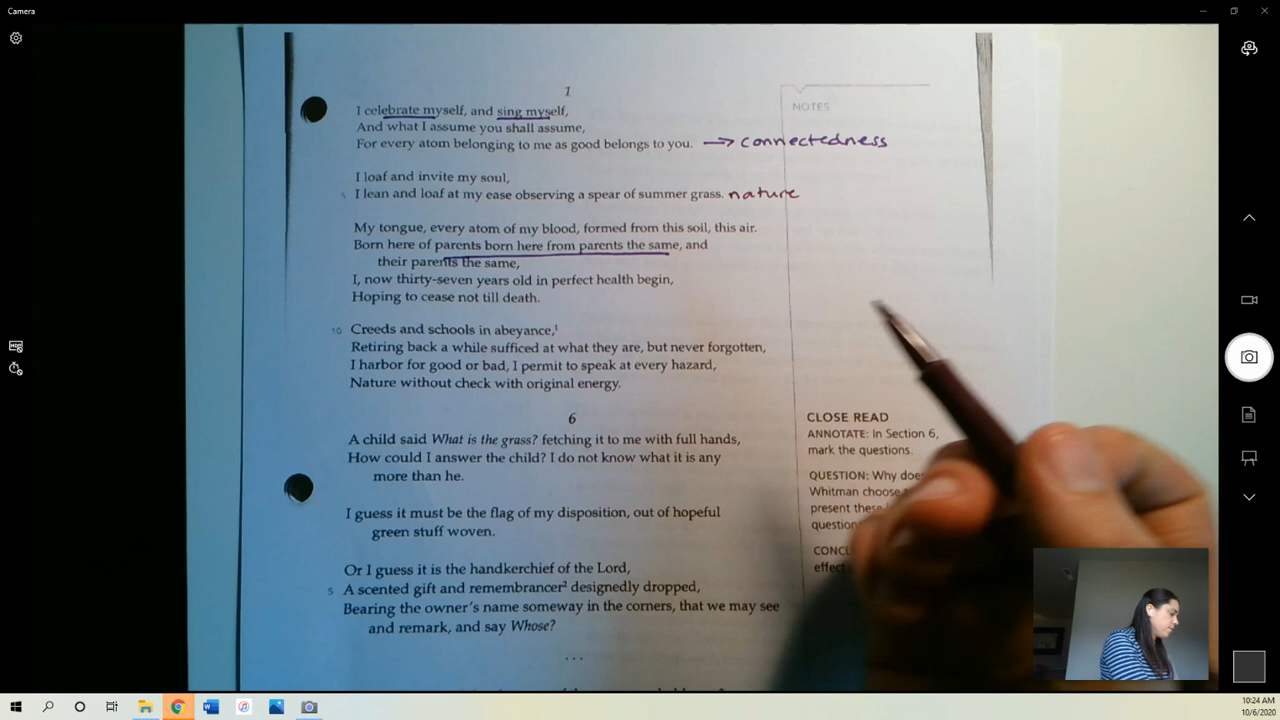 Camera
1
I celebrate myself, and sing myself,
And what I assume you shall assume,
For every atom belonging to me as good belongs to you. → connectedness
NOTES
I loaf and invite my soul,
5 I lean and loaf at my ease observing a spear of summer grass. nature
My tongue, every atom of my blood, formed from this soil, this air.
Born here of parents born here from parents the same, and
their parents the same,
I, now thirty-seven years old in perfect health begin,
Hoping to cease not till death.
10 Creeds and schools in abeyance,¹
Retiring back a while sufficed at what they are, but never forgotten,
I harbor for good or bad, I permit to speak at every hazard,
Nature without check with original energy.
6
A child said What is the grass? fetching it to me with full hands,
How could I answer the child? I do not know what it is any
more than he.
I guess it must be the flag of my disposition, out of hopeful
green stuff woven.
Or I guess it is the handkerchief of the Lord,
5 A scented gift and remembrancer² designedly dropped,
Bearing the owner's name someway in the corners, that we may see
and remark, and say Whose?
. . .
CLOSE READ
ANNOTATE: In Section 6,
mark the questions.
QUESTION: Why does
Whitman choose
present these
question
effect
10:24 AM
10/6/2020